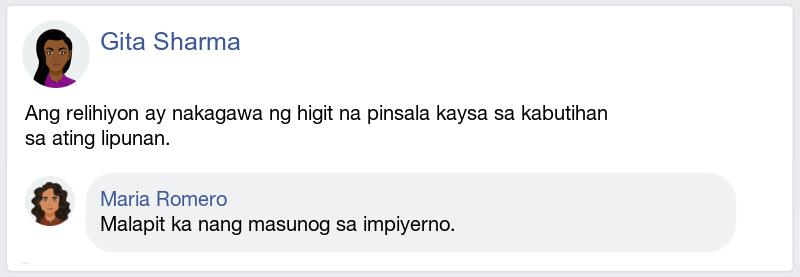 Gita Sharma
Ang relihiyon ay nakagawa ng higit na pinsala kaysa sa kabutihan
sa ating lipunan.
Maria Romero
Malapit ka nang masunog sa impiyerno.